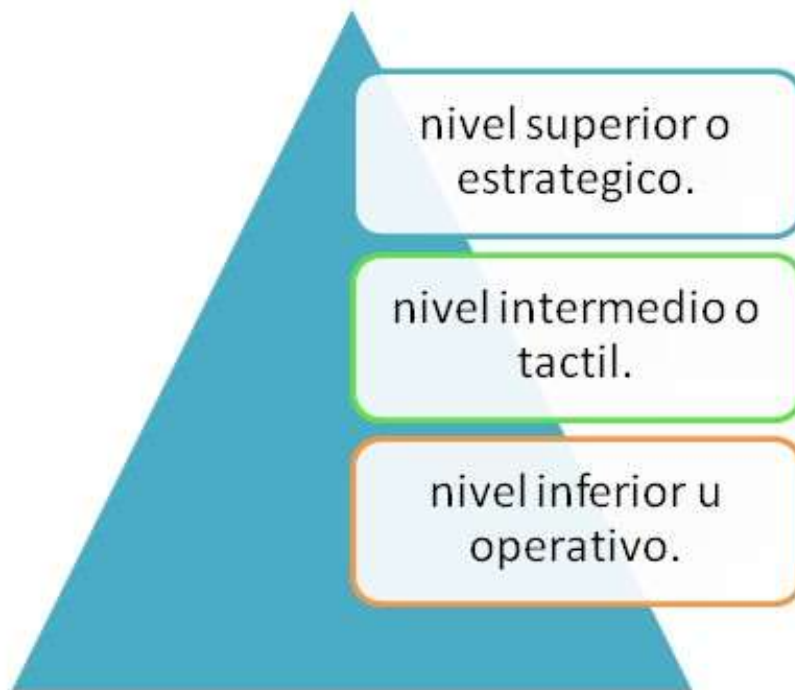 nivel superior o
estrategico.
nivel intermedio o
tactil.
nivel inferior u
operativo.